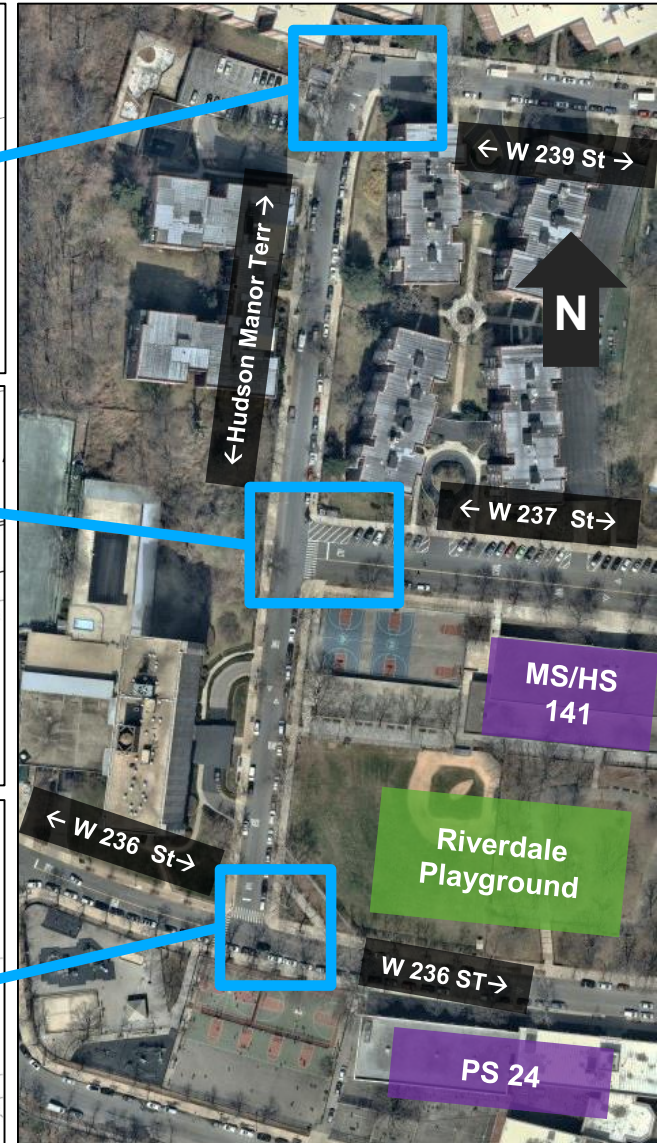 ← W 239 St →
←Hudson Manor Terr →
N
← W 237 St→
MS/HS
141
Riverdale
Playground
← W 236 St→
W 236 ST→
PS 24